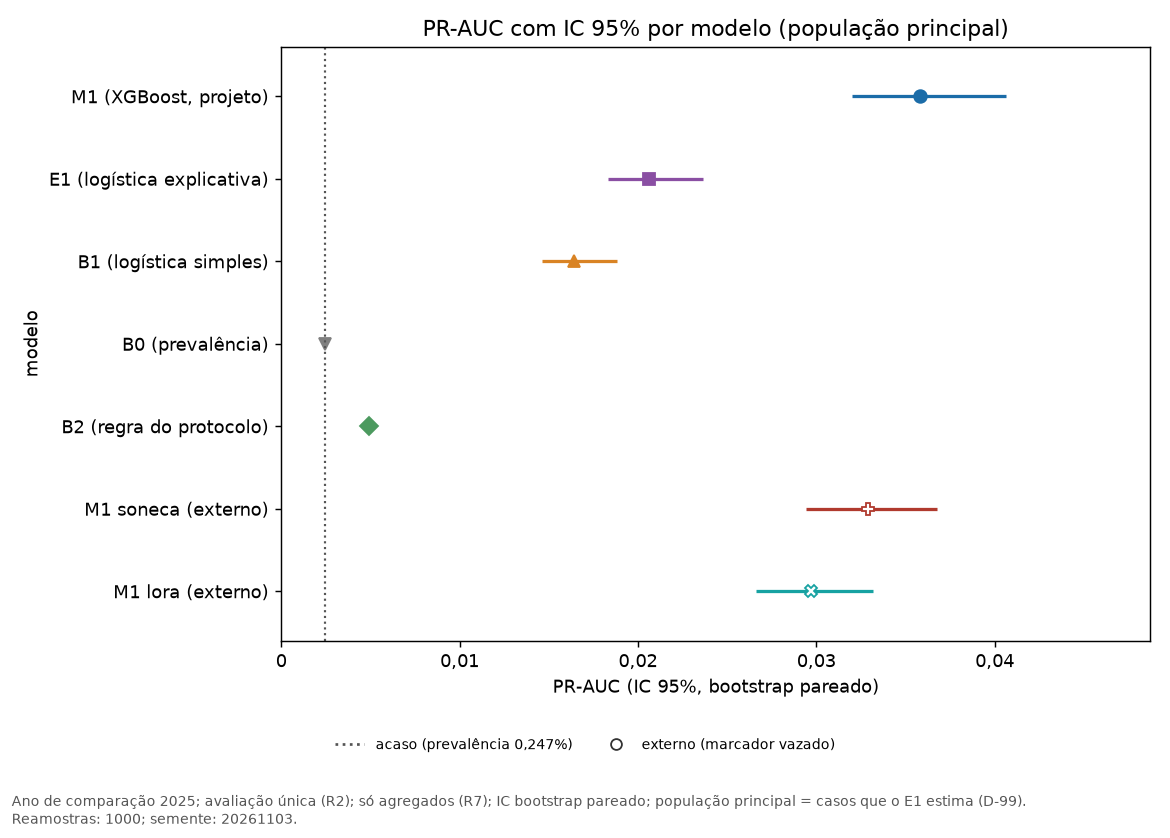 PR-AUC com IC 95% por modelo (população principal)
modelo
M1 (XGBoost, projeto)
E1 (logística explicativa)
B1 (logística simples)
B0 (prevalência)
B2 (regra do protocolo)
M1 soneca (externo)
M1 lora (externo)
0 0,01 0,02 0,03 0,04
PR-AUC (IC 95%, bootstrap pareado)
acaso (prevalência 0,247%) externo (marcador vazado)
Ano de comparação 2025; avaliação única (R2); só agregados (R7); IC bootstrap pareado; população principal = casos que o E1 estima (D-99).
Reamostras: 1000; semente: 20261103.